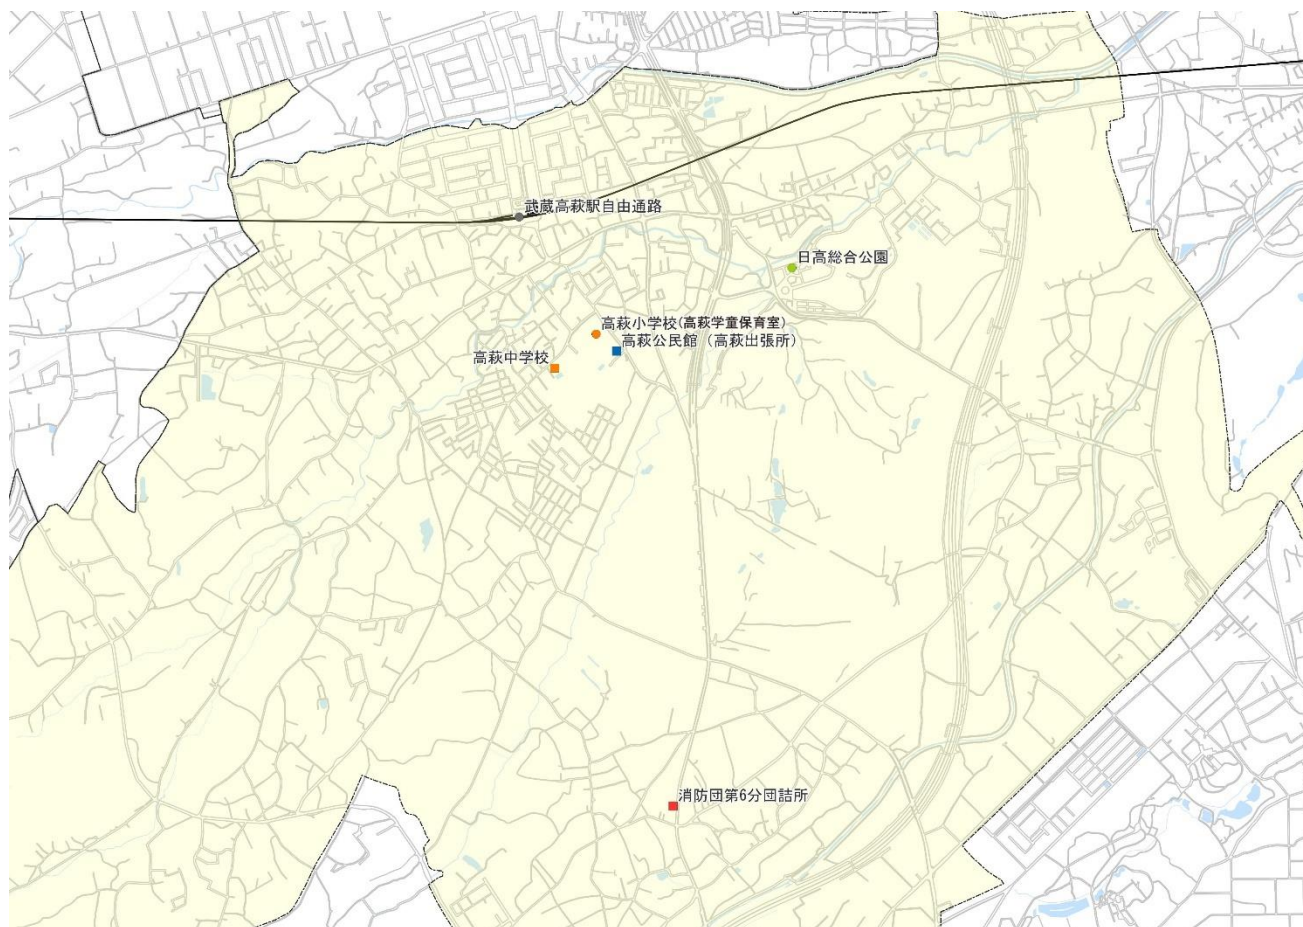 武蔵高萩駅自由通路
日高総合公園
高萩小学校(高萩学童保育室)
高萩公民館（高萩出張所）
高萩中学校
消防団第6分団詰所